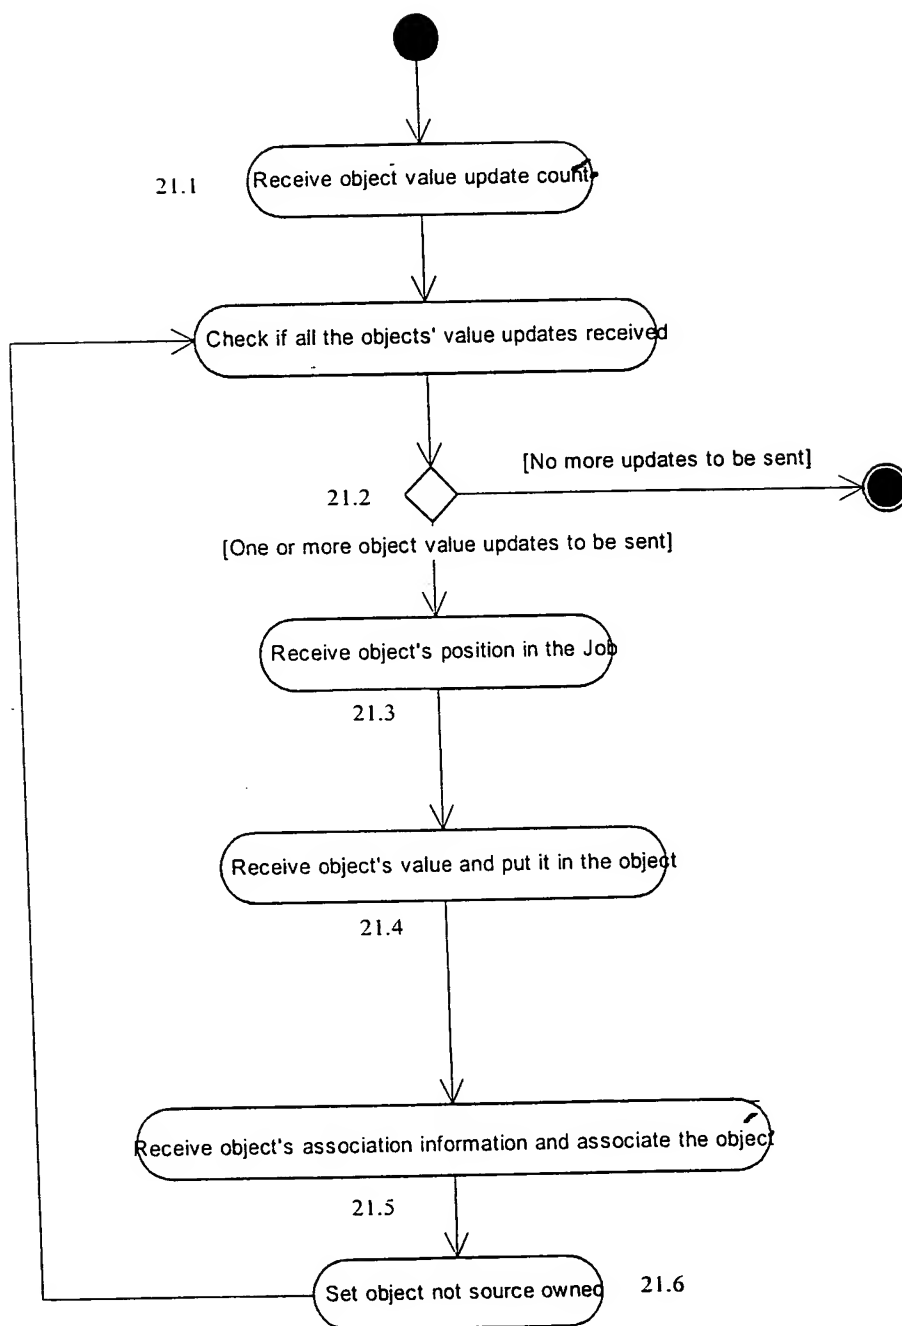 21.1
Receive object value update count
Check if all the objects' value updates received
[No more updates to be sent]
21.2
[One or more object value updates to be sent]
Receive object's position in the Job
21.3
Receive object's value and put it in the object
21.4
Receive object's association information and associate the object
21.5
Set object not source owned
21.6